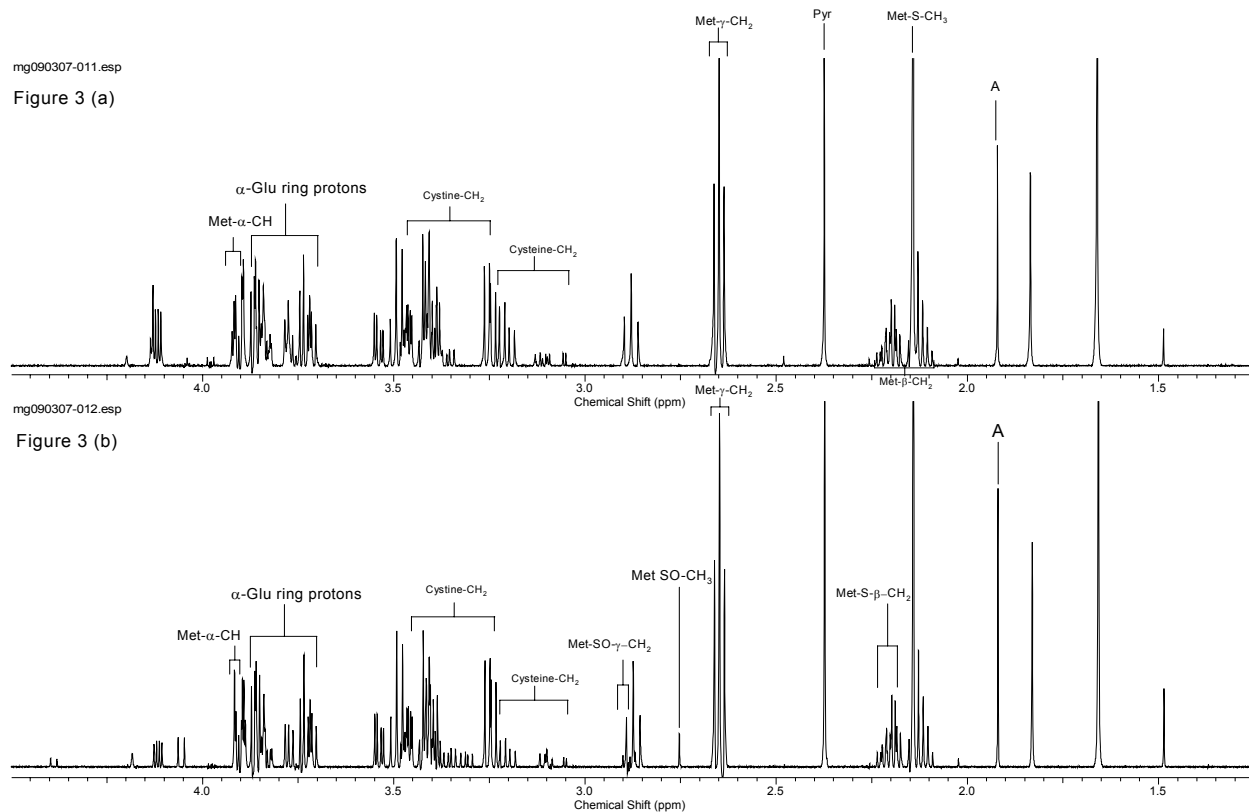 Met-γ-CH₂
Pyr
Met-S-CH₃
mg090307-011.esp
Figure 3 (a)
A
α-Glu ring protons
Cystine-CH₂
Met-α-CH
Cysteine-CH₂
4.0 3.5 3.0 2.5 2.0 1.5
Chemical Shift (ppm)
Met-β-CH₂
Met-γ-CH₂
mg090307-012.esp
Figure 3 (b)
A
Met SO-CH₃
Met-S-β–CH₂
α-Glu ring protons
Cystine-CH₂
Met-α-CH
Met-SO-γ–CH₂
Cysteine-CH₂
4.0 3.5 3.0 2.5 2.0 1.5
Chemical Shift (ppm)